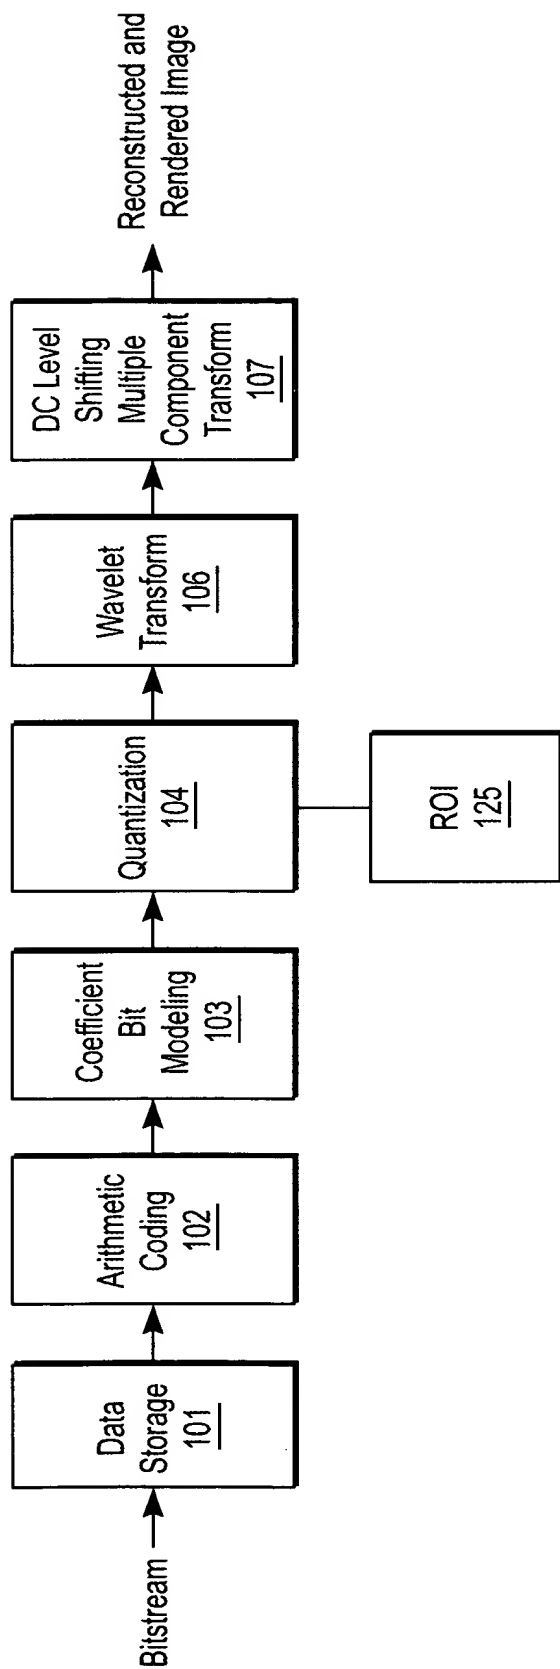 Bitstream
Data
Storage
101
Arithmetic
Coding
102
Coefficient
Bit
Modeling
103
Quantization
104
ROI
125
Wavelet
Transform
106
DC Level
Shifting
Multiple
Component
Transform
107
Reconstructed and
Rendered Image